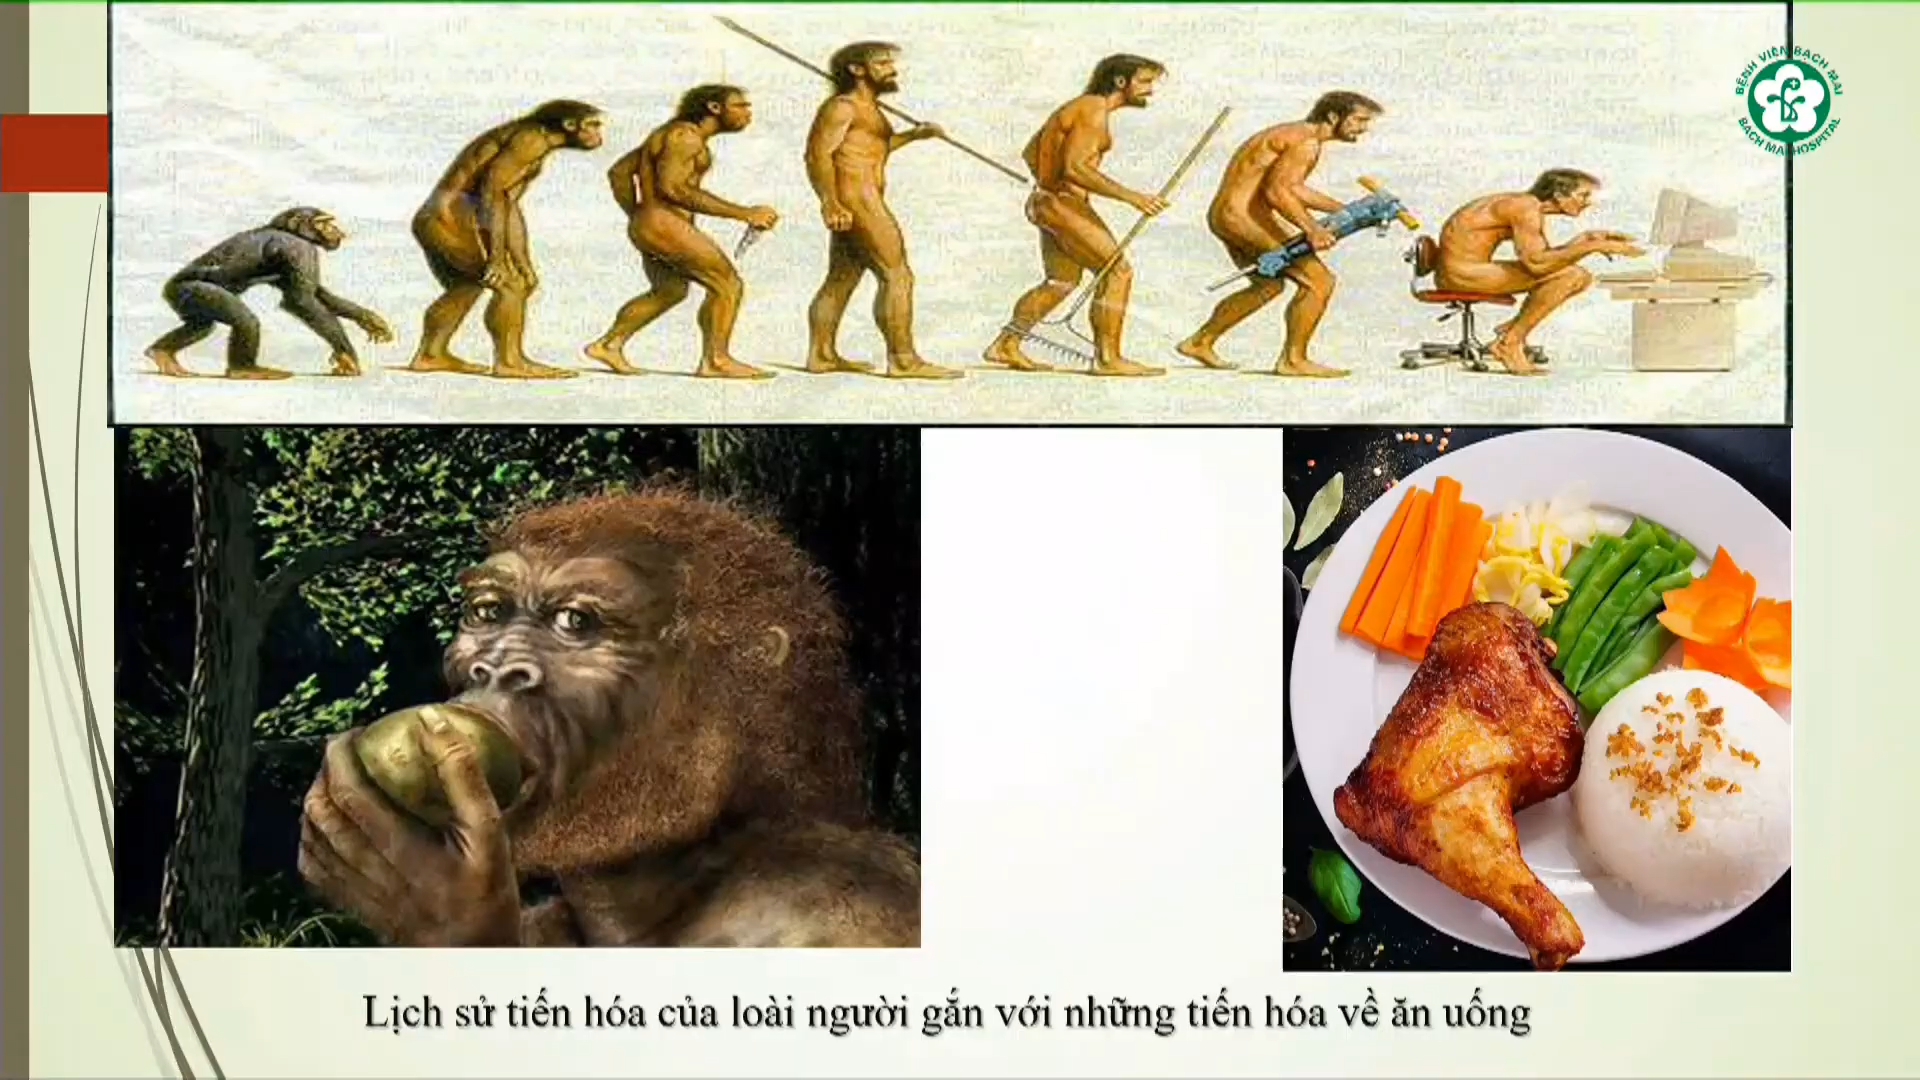 BỆNH VIỆN BẠCH MAI
BACH MAI HOSPITAL
Lịch sử tiến hóa của loài người gắn với những tiến hóa về ăn uống